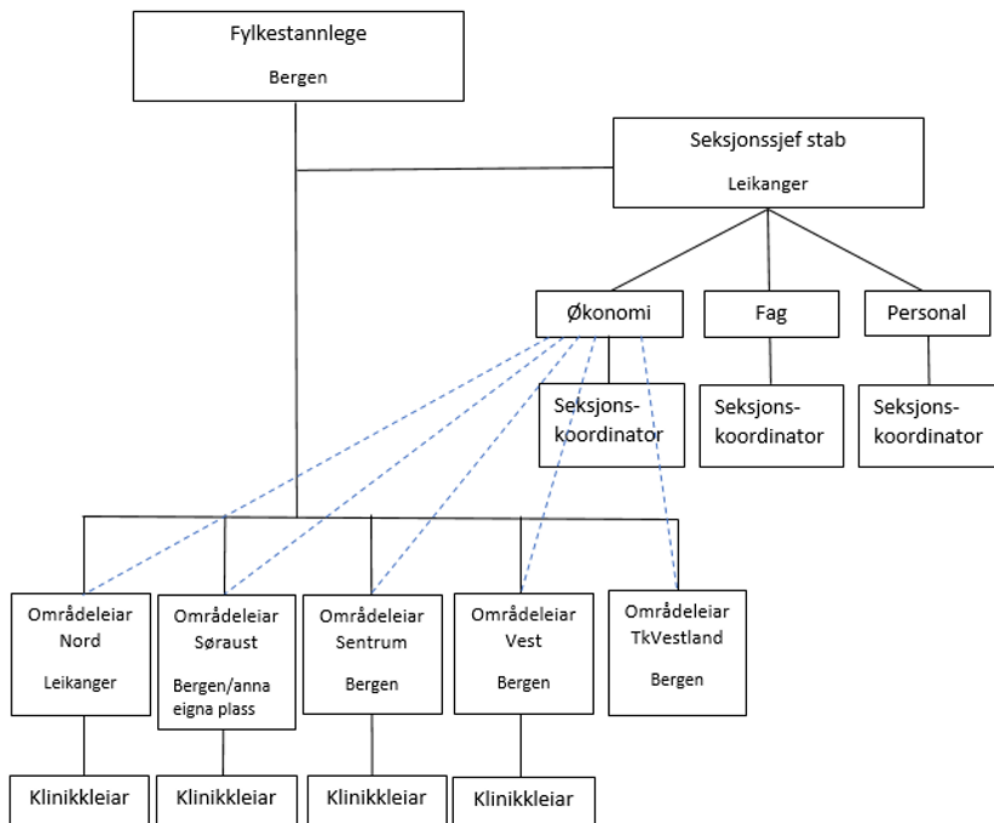 Fylkestannlege
Bergen
Seksjonssjef stab
Leikanger
Økonomi
Fag
Personal
Seksjons-
koordinator
Seksjons-
koordinator
Seksjons-
koordinator
Områdeleiar
Nord
Leikanger
Områdeleiar
Søraust
Bergen/anna
eigna plass
Områdeleiar
Sentrum
Bergen
Områdeleiar
Vest
Bergen
Områdeleiar
TkVestland
Bergen
Klinikkleiar
Klinikkleiar
Klinikkleiar
Klinikkleiar